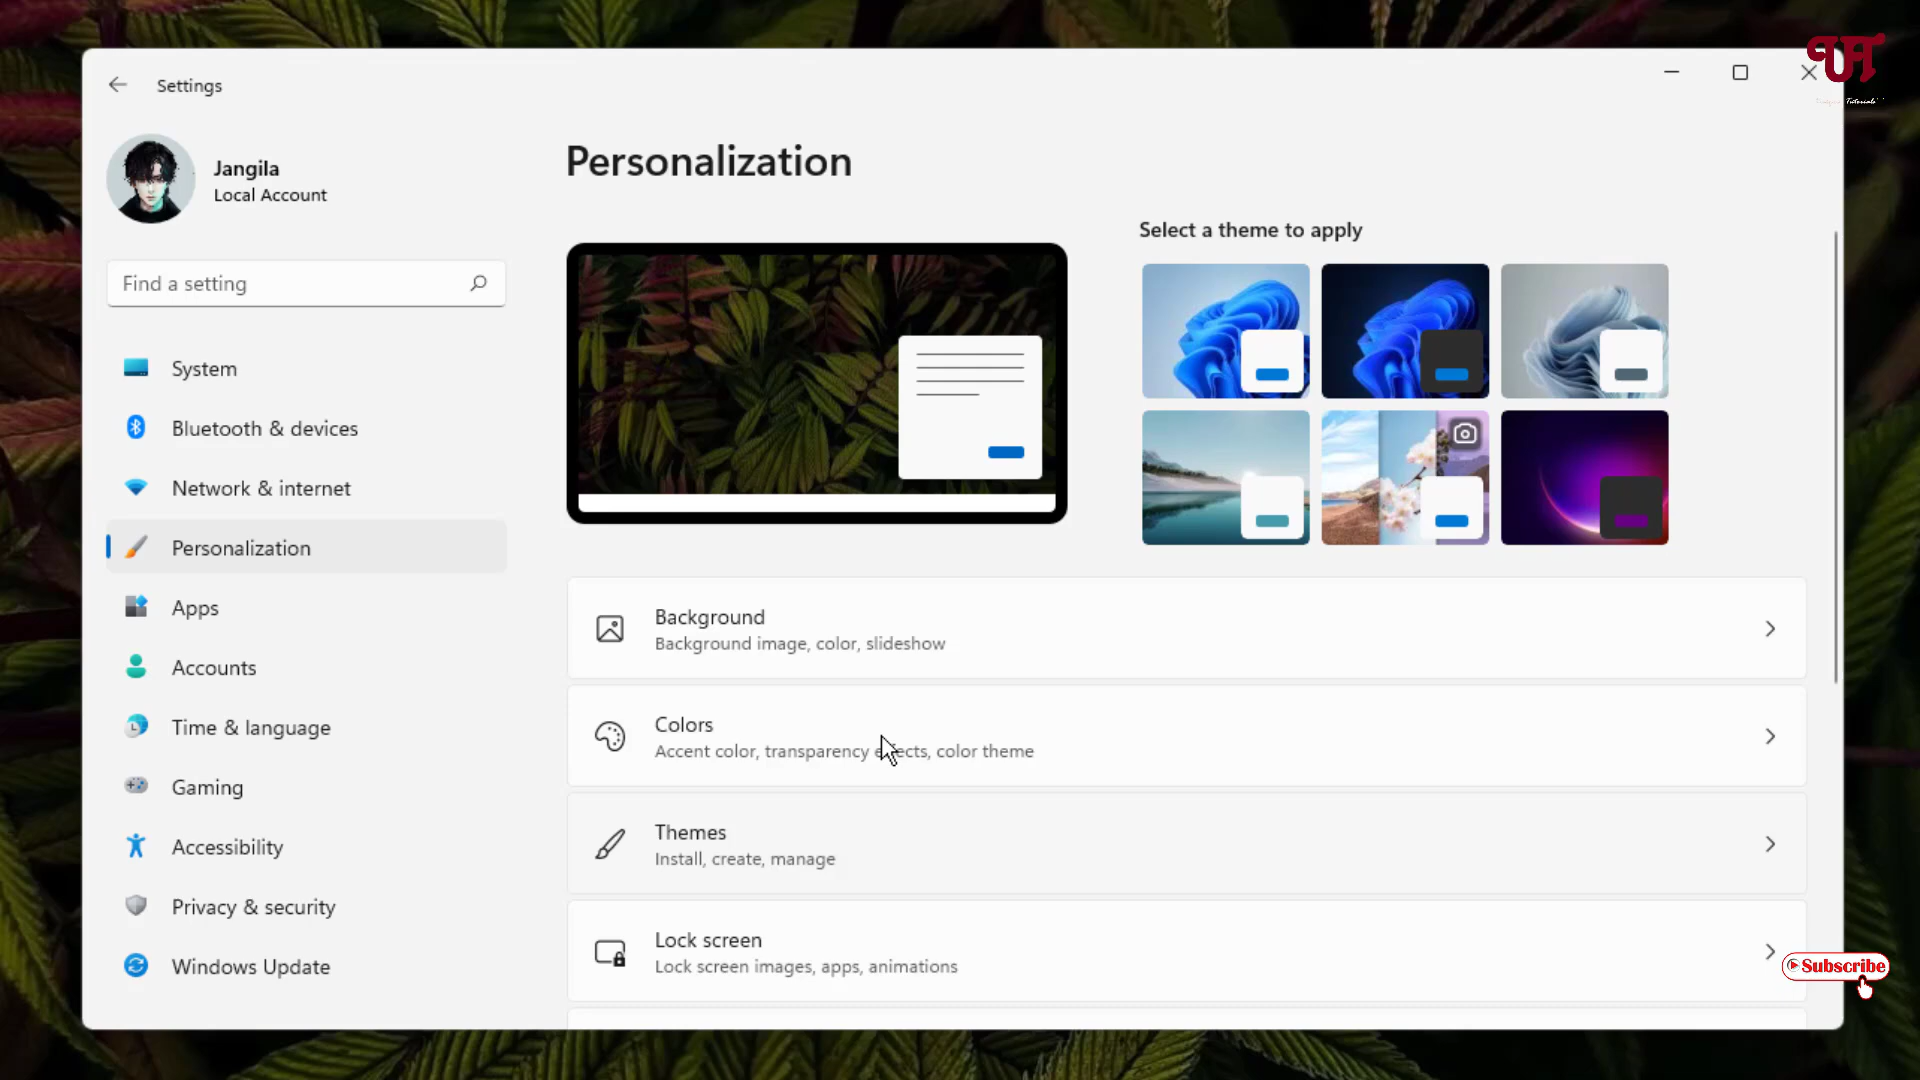 Settings
Jangila
Local Account
Find a setting
System
Bluetooth & devices
Network & internet
Personalization
Apps
Accounts
Time & language
Gaming
Accessibility
Privacy & security
Windows Update
Personalization
Select a theme to apply
Background
Background image, color, slideshow
Colors
Accent color, transparency effects, color theme
Themes
Install, create, manage
Lock screen
Lock screen images, apps, animations
UT
Tutorials
Subscribe